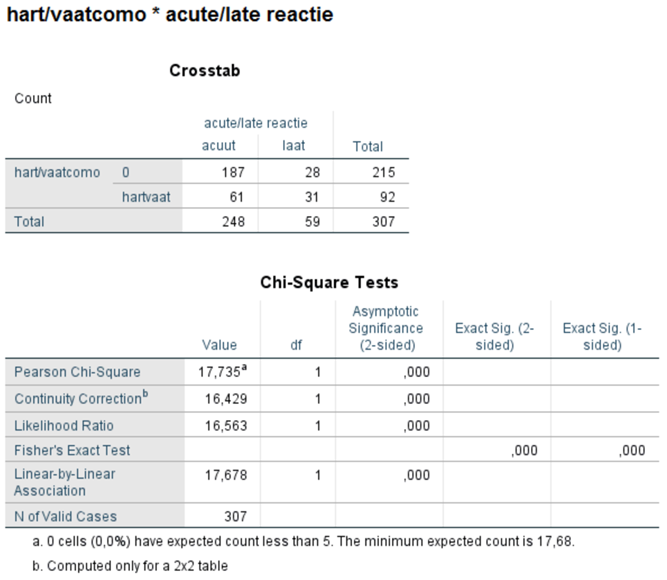 hart/vaatcomo * acute/late reactie
Crosstab
Count
acute/late reactie
acuut laat Total
hart/vaatcomo 0 187 28 215
hartvaat 61 31 92
Total 248 59 307
Chi-Square Tests
Value df Asymptotic Significance (2-sided) Exact Sig. (2-sided) Exact Sig. (1-sided)
Pearson Chi-Square 17,735a 1 ,000
Continuity Correctionb 16,429 1 ,000
Likelihood Ratio 16,563 1 ,000
Fisher's Exact Test ,000 ,000
Linear-by-Linear Association 17,678 1 ,000
N of Valid Cases 307
a. 0 cells (0,0%) have expected count less than 5. The minimum expected count is 17,68.
b. Computed only for a 2x2 table